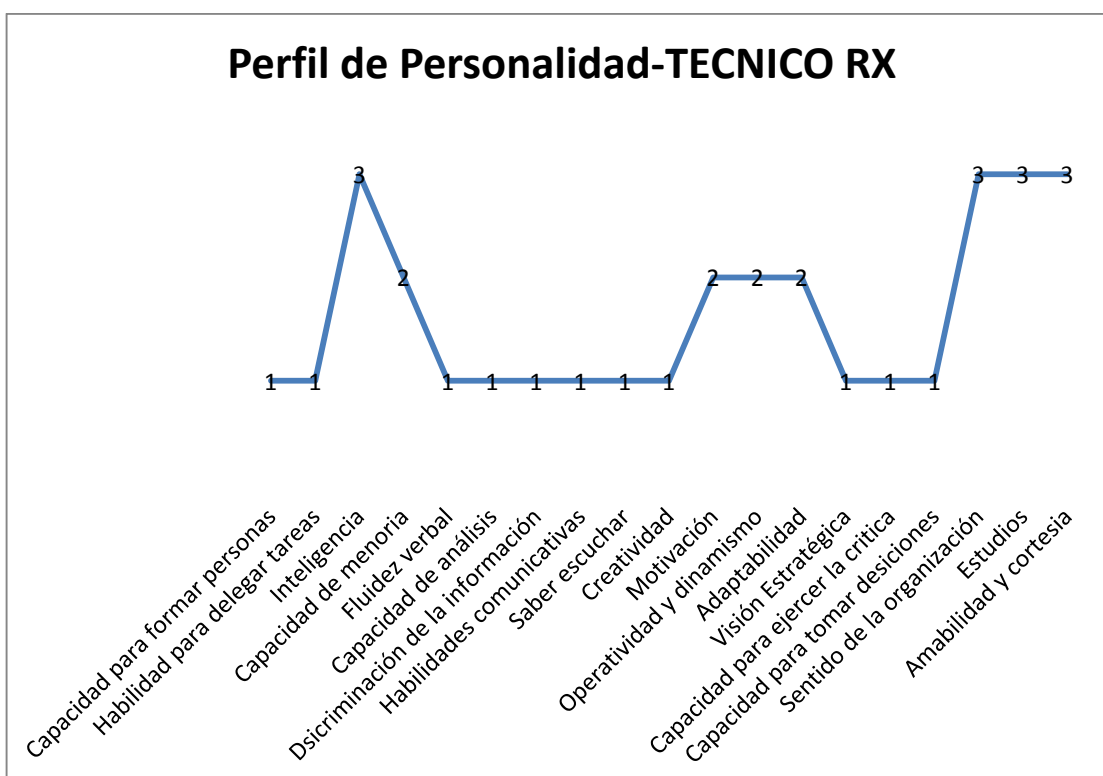 Perfil de Personalidad-TECNICO RX
3
3
3
3
2
2
2
2
1
1
1
1
1
1
1
1
1
1
1
Capacidad para formar personas
Habilidad para delegar tareas
Inteligencia
Capacidad de menoria
Fluidez verbal
Capacidad de análisis
Dsicriminación de la información
Habilidades comunicativas
Saber escuchar
Creatividad
Motivación
Operatividad y dinamismo
Adaptabilidad
Visión Estratégica
Capacidad para ejercer la critica
Capacidad para tomar desiciones
Sentido de la organización
Estudios
Amabilidad y cortesia